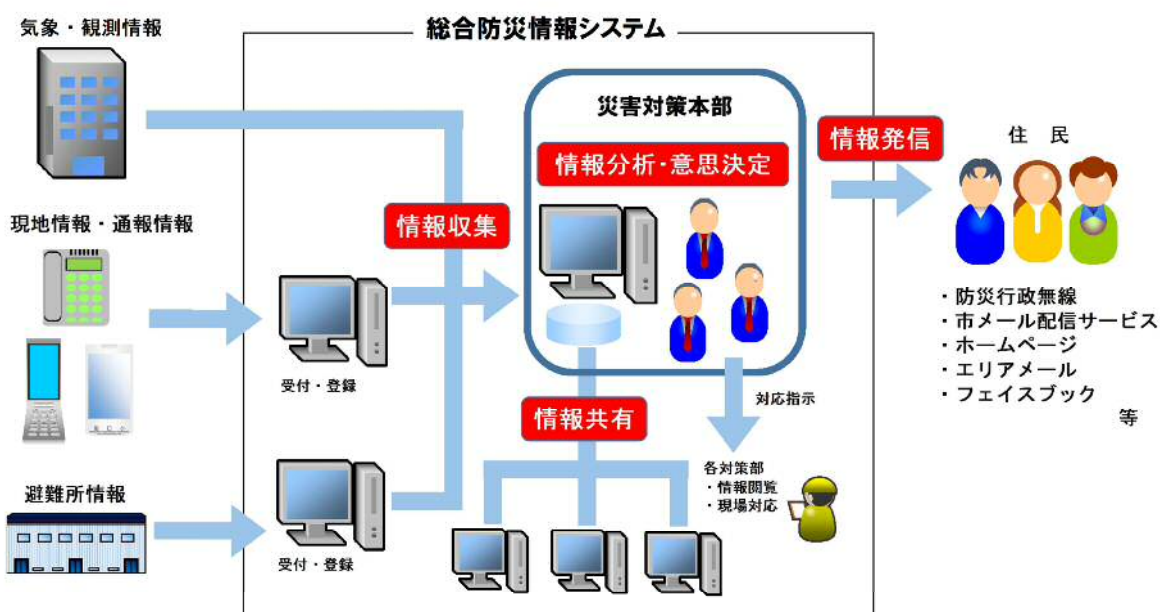 総合防災情報システム
気象・観測情報
現地情報・通報情報
避難所情報
受付・登録
受付・登録
情報収集
災害対策本部
情報分析・意思決定
情報共有
対応指示
各対策部
・情報閲覧
・現場対応
情報発信
住　民
・防災行政無線
・市メール配信サービス
・ホームページ
・エリアメール
・フェイスブック
等